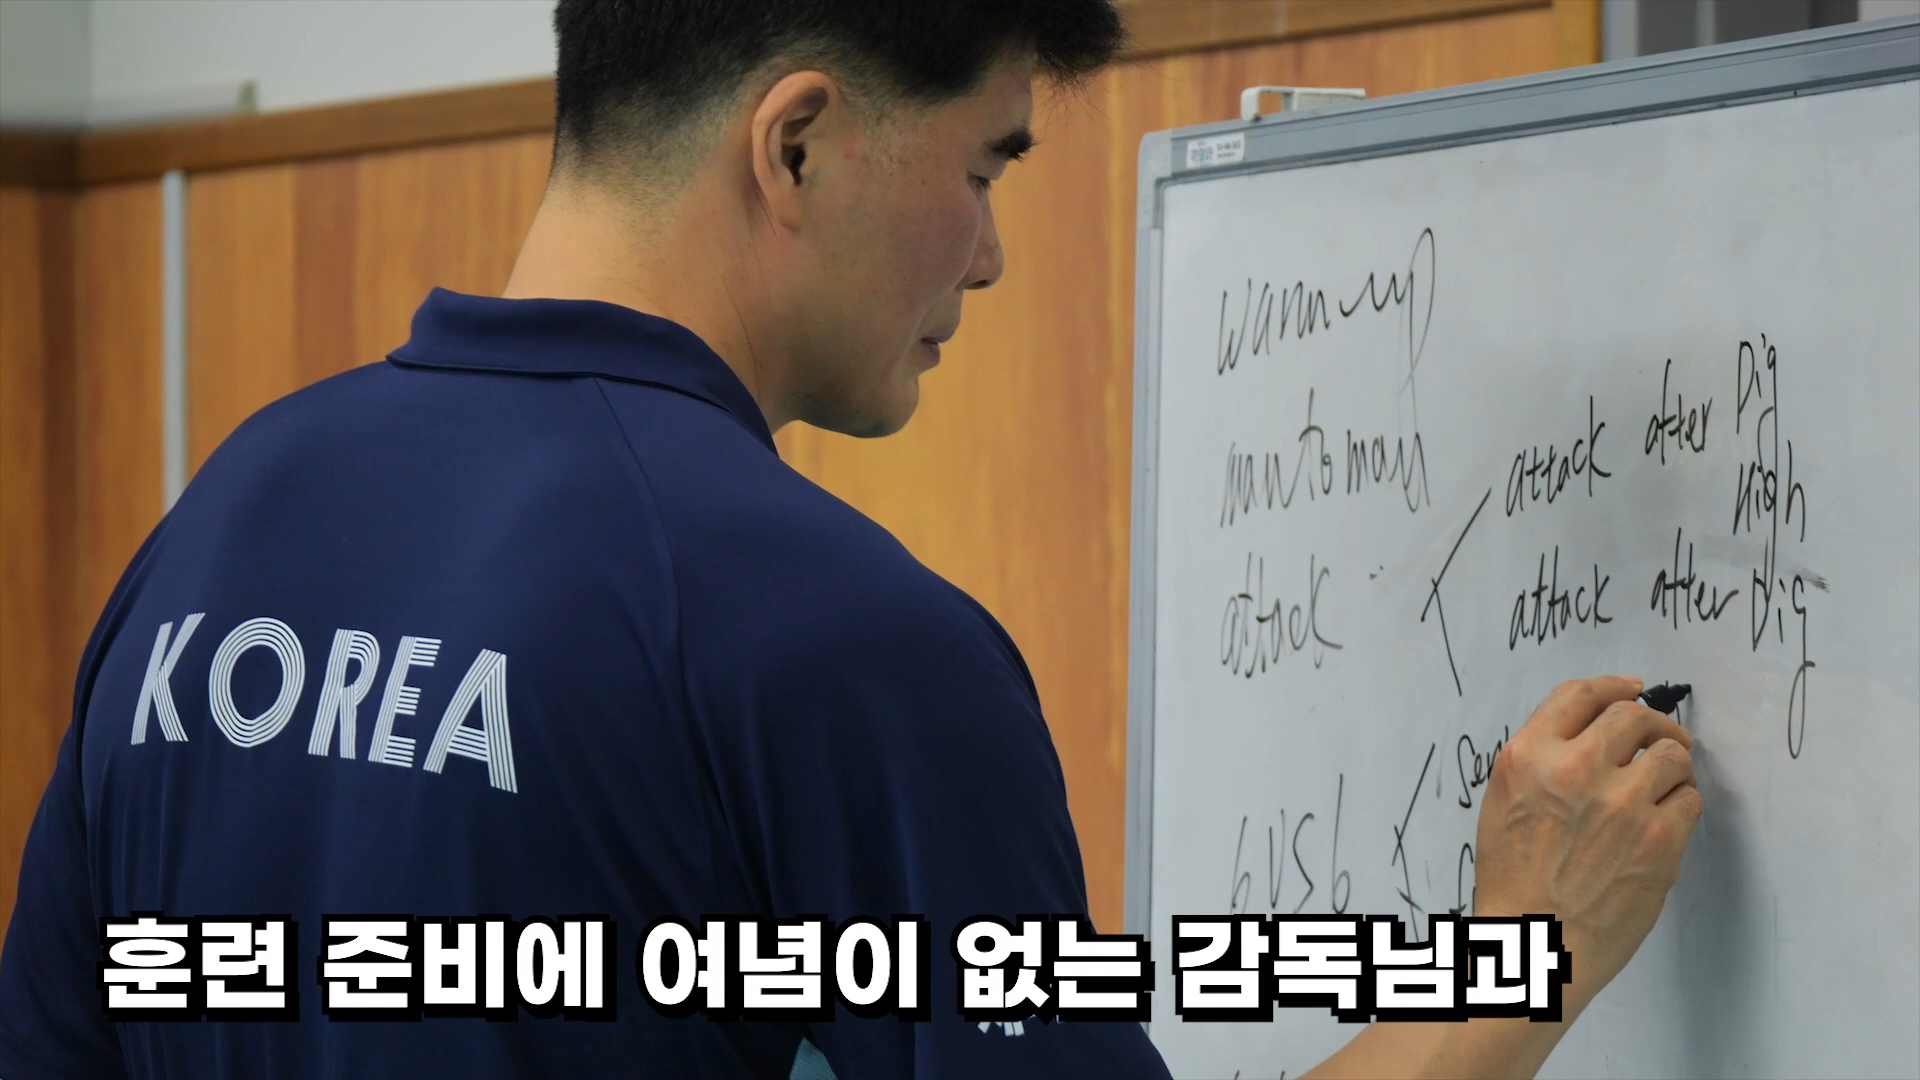 warm-up
man to man
attack
attack after Dig
High
attack after Dig
6 VS 6
KOREA
훈련 준비에 여념이 없는 감독님과